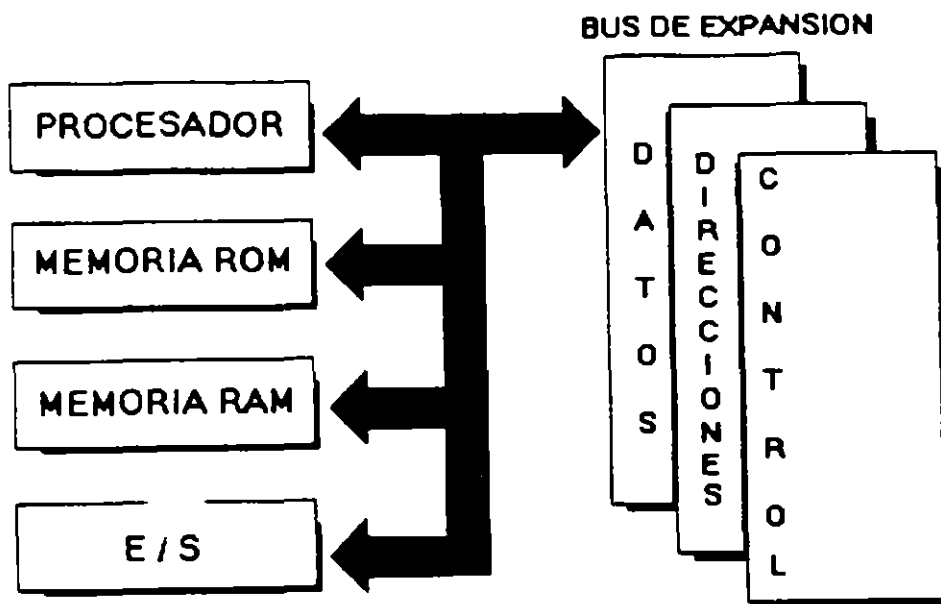 BUS DE EXPANSION
PROCESADOR
MEMORIA ROM
MEMORIA RAM
E / S
DATOS
DIRECCIONES
CONTROL